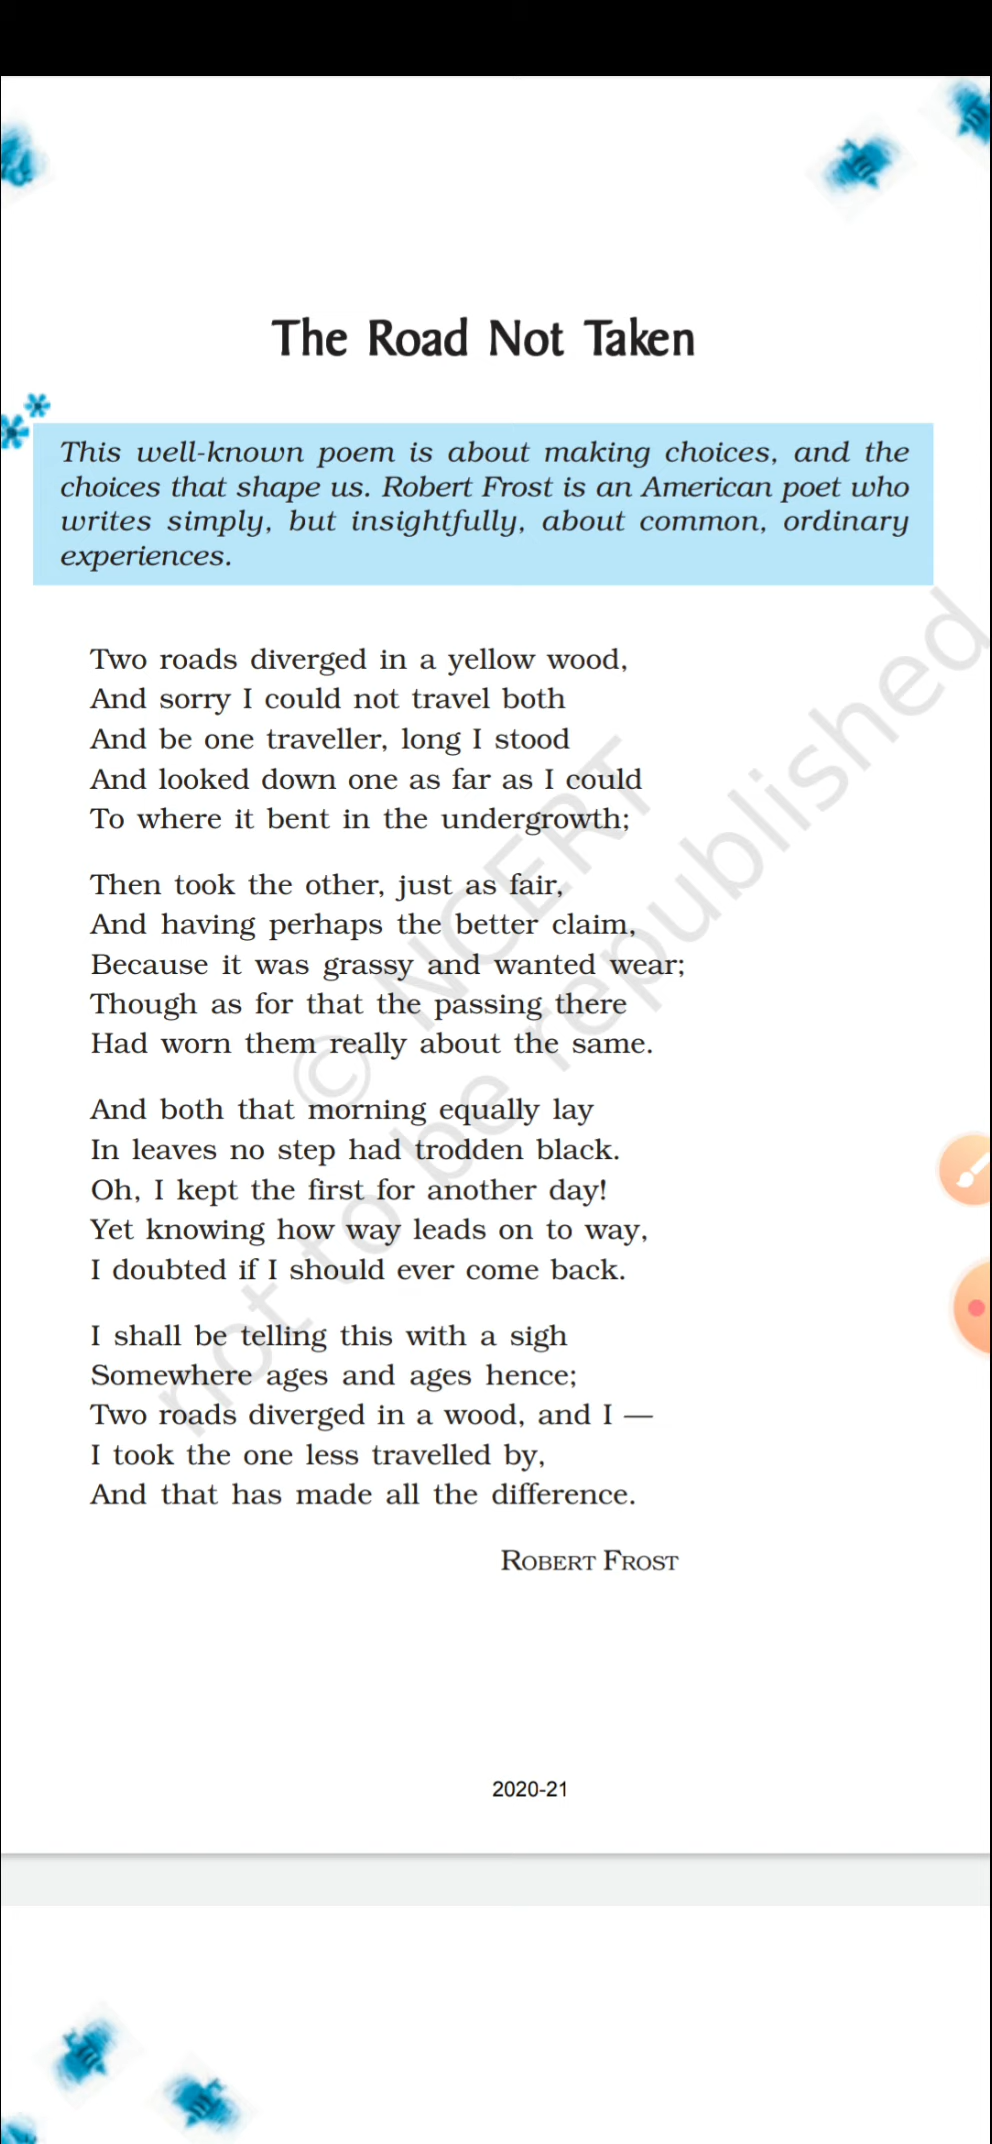 The Road Not Taken
This well-known poem is about making choices, and the
choices that shape us. Robert Frost is an American poet who
writes simply, but insightfully, about common, ordinary
experiences.
Two roads diverged in a yellow wood,
And sorry I could not travel both
And be one traveller, long I stood
And looked down one as far as I could
To where it bent in the undergrowth;
Then took the other, just as fair,
And having perhaps the better claim,
Because it was grassy and wanted wear;
Though as for that the passing there
Had worn them really about the same.
And both that morning equally lay
In leaves no step had trodden black.
Oh, I kept the first for another day!
Yet knowing how way leads on to way,
I doubted if I should ever come back.
I shall be telling this with a sigh
Somewhere ages and ages hence;
Two roads diverged in a wood, and I —
I took the one less travelled by,
And that has made all the difference.
ROBERT FROST
© NCERT
not to be republished
2020-21